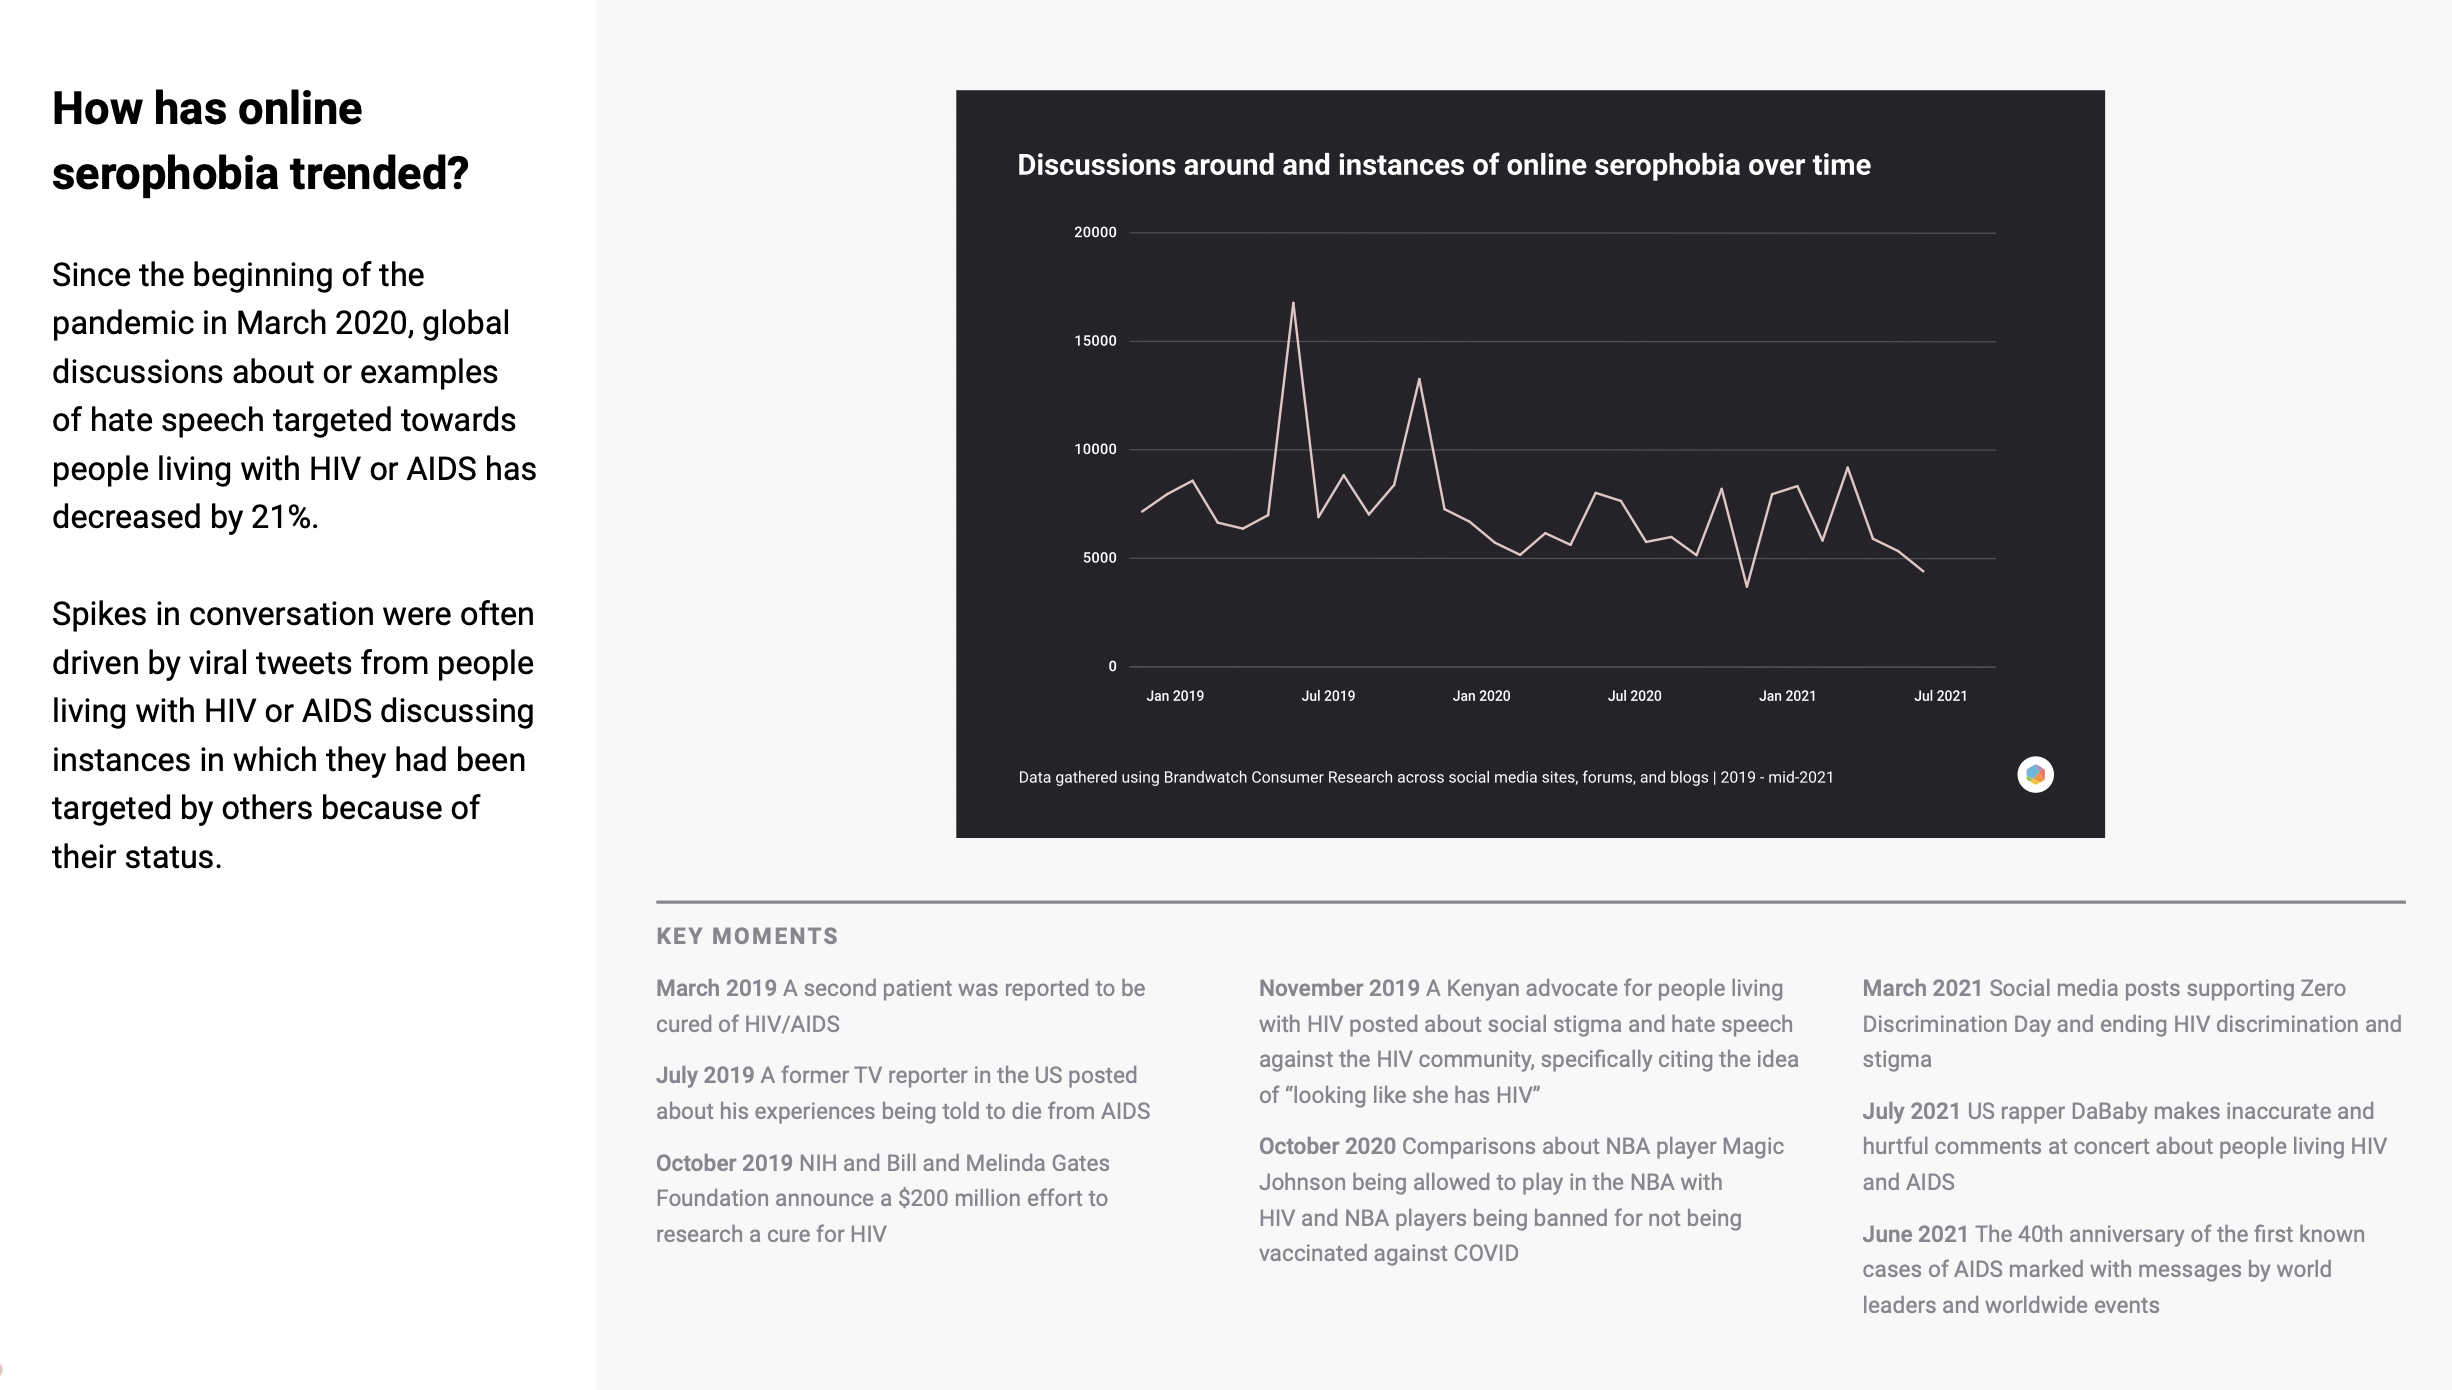 How has online
serophobia trended?
Since the beginning of the
pandemic in March 2020, global
discussions about or examples
of hate speech targeted towards
people living with HIV or AIDS has
decreased by 21%.
Spikes in conversation were often
driven by viral tweets from people
living with HIV or AIDS discussing
instances in which they had been
targeted by others because of
their status.
Discussions around and instances of online serophobia over time
20000
15000
10000
5000
0
Jan 2019 Jul 2019 Jan 2020 Jul 2020 Jan 2021 Jul 2021
Data gathered using Brandwatch Consumer Research across social media sites, forums, and blogs | 2019 - mid-2021
KEY MOMENTS
March 2019 A second patient was reported to be
cured of HIV/AIDS
July 2019 A former TV reporter in the US posted
about his experiences being told to die from AIDS
October 2019 NIH and Bill and Melinda Gates
Foundation announce a $200 million effort to
research a cure for HIV
November 2019 A Kenyan advocate for people living
with HIV posted about social stigma and hate speech
against the HIV community, specifically citing the idea
of “looking like she has HIV”
October 2020 Comparisons about NBA player Magic
Johnson being allowed to play in the NBA with
HIV and NBA players being banned for not being
vaccinated against COVID
March 2021 Social media posts supporting Zero
Discrimination Day and ending HIV discrimination and
stigma
July 2021 US rapper DaBaby makes inaccurate and
hurtful comments at concert about people living HIV
and AIDS
June 2021 The 40th anniversary of the first known
cases of AIDS marked with messages by world
leaders and worldwide events